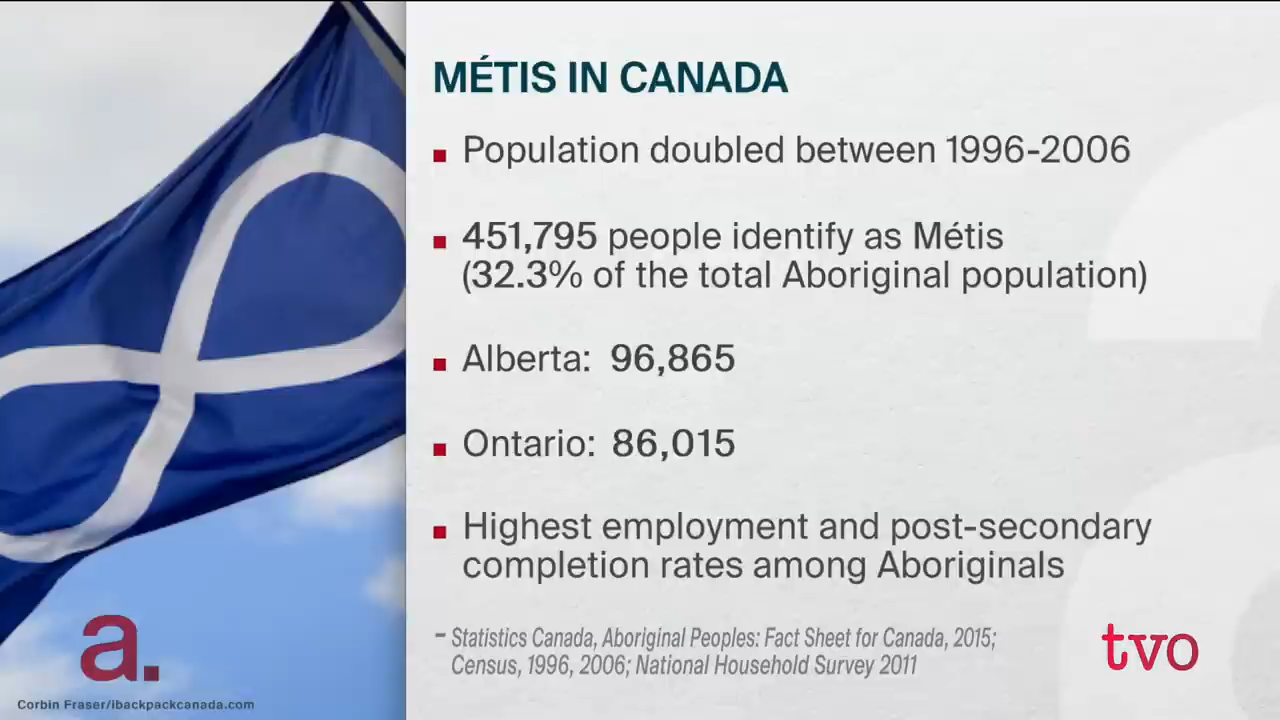 MÉTIS IN CANADA
Population doubled between 1996-2006
451,795 people identify as Métis
(32.3% of the total Aboriginal population)
Alberta: 96,865
Ontario: 86,015
Highest employment and post-secondary
completion rates among Aboriginals
– Statistics Canada, Aboriginal Peoples: Fact Sheet for Canada, 2015;
Census, 1996, 2006; National Household Survey 2011
a.
tvo
Corbin Fraser/ibackpackcanada.com